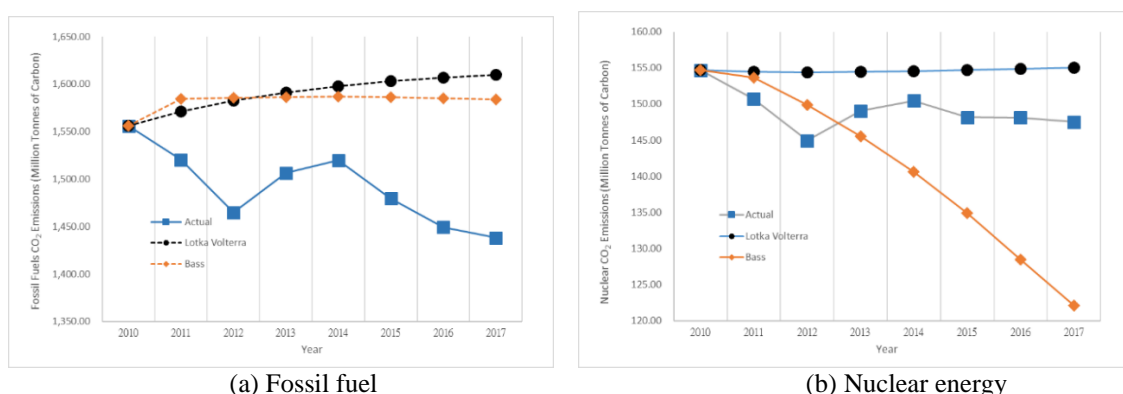 Fossil Fuels CO2 Emissions (Million Tonnes of Carbon)
1,650.00
1,600.00
1,550.00
1,500.00
1,450.00
1,400.00
1,350.00
Actual
Lotka Volterra
Bass
2010 2011 2012 2013 2014 2015 2016 2017
Year
(a) Fossil fuel
Nuclear CO2 Emissions (Million Tonnes of Carbon)
160.00
155.00
150.00
145.00
140.00
135.00
130.00
125.00
120.00
Actual
Lotka Volterra
Bass
2010 2011 2012 2013 2014 2015 2016 2017
Year
(b) Nuclear energy